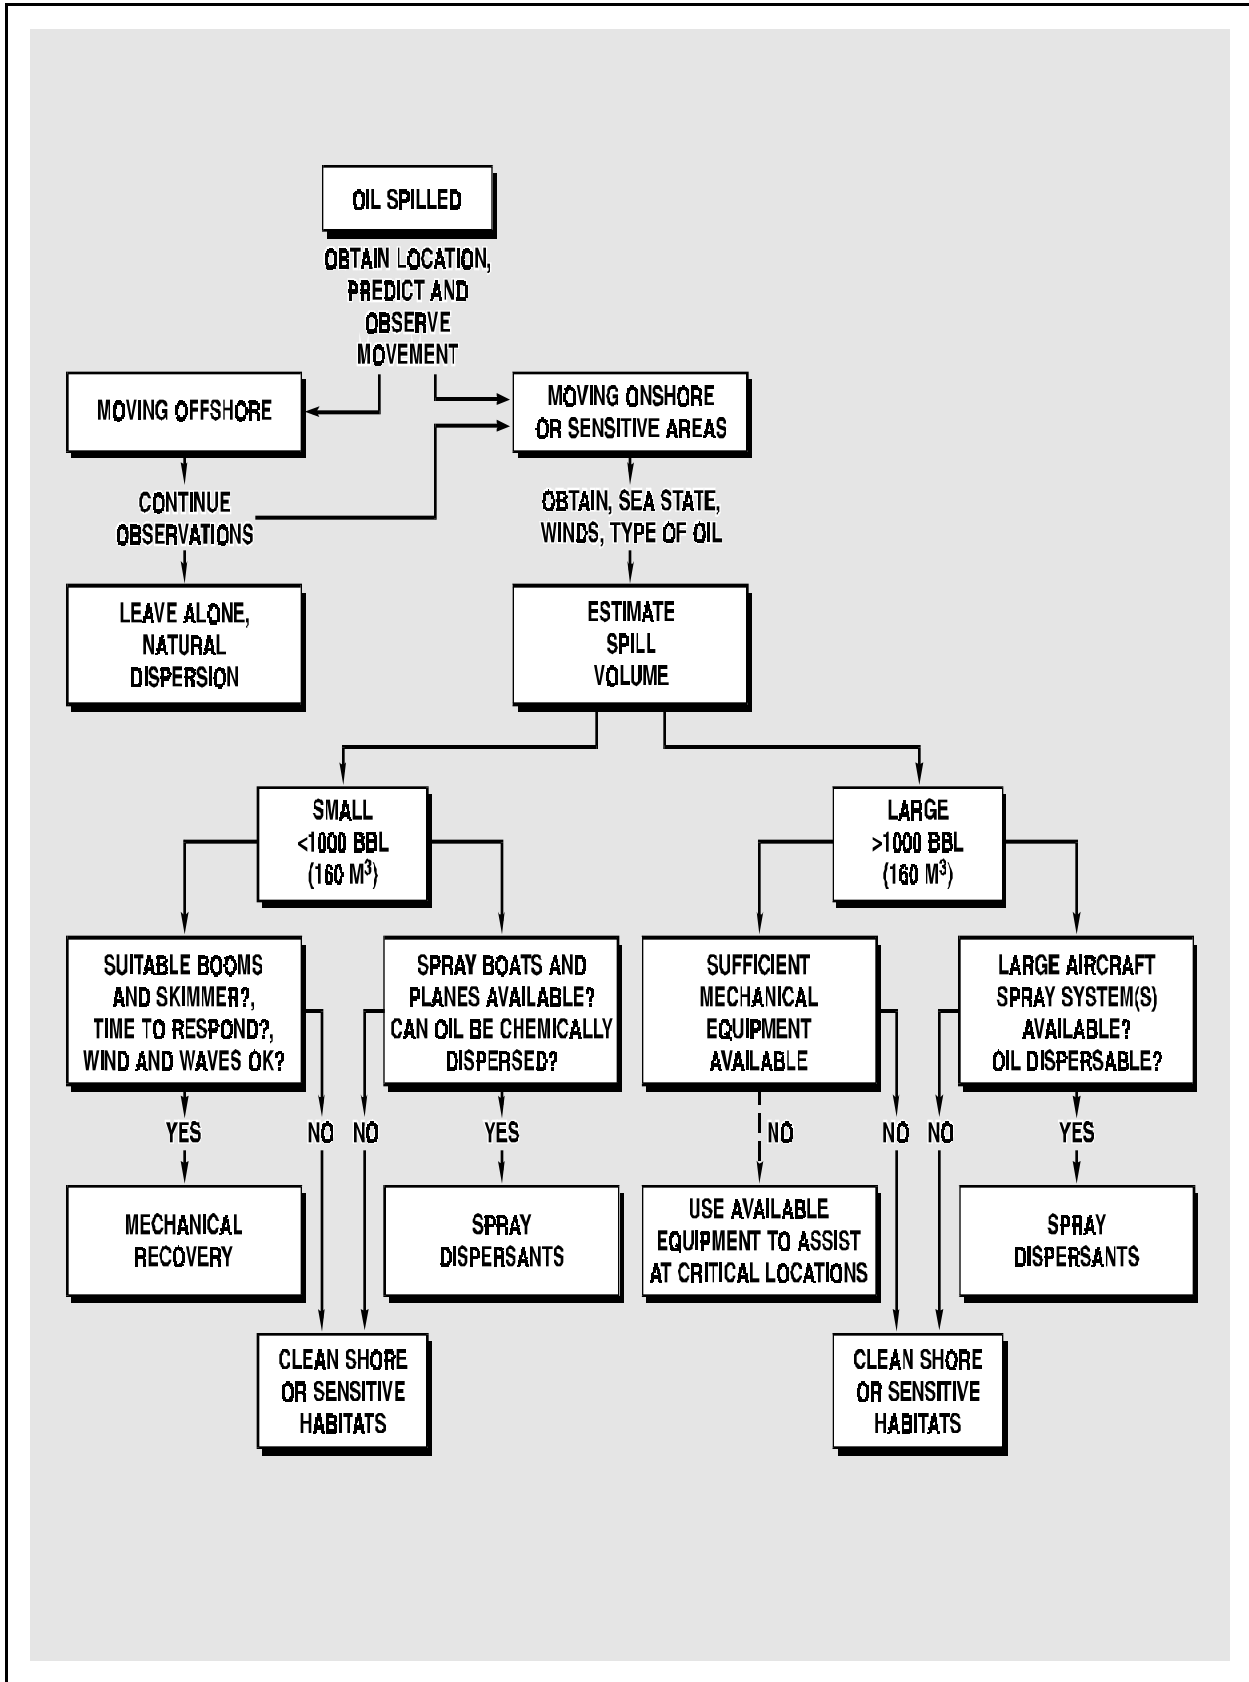 OIL SPILLED
OBTAIN LOCATION,
PREDICT AND
OBSERVE
MOVEMENT
MOVING OFFSHORE
MOVING ONSHORE
OR SENSITIVE AREAS
CONTINUE
OBSERVATIONS
OBTAIN, SEA STATE,
WINDS, TYPE OF OIL
LEAVE ALONE,
NATURAL
DISPERSION
ESTIMATE
SPILL
VOLUME
SMALL
<1000 BBL
(160 M³)
LARGE
>1000 BBL
(160 M³)
SUITABLE BOOMS
AND SKIMMER?,
TIME TO RESPOND?,
WIND AND WAVES OK?
SPRAY BOATS AND
PLANES AVAILABLE?
CAN OIL BE CHEMICALLY
DISPERSED?
SUFFICIENT
MECHANICAL
EQUIPMENT
AVAILABLE
LARGE AIRCRAFT
SPRAY SYSTEM(S)
AVAILABLE?
OIL DISPERSABLE?
YES
NO
NO
YES
NO
NO
NO
YES
MECHANICAL
RECOVERY
SPRAY
DISPERSANTS
USE AVAILABLE
EQUIPMENT TO ASSIST
AT CRITICAL LOCATIONS
SPRAY
DISPERSANTS
CLEAN SHORE
OR SENSITIVE
HABITATS
CLEAN SHORE
OR SENSITIVE
HABITATS